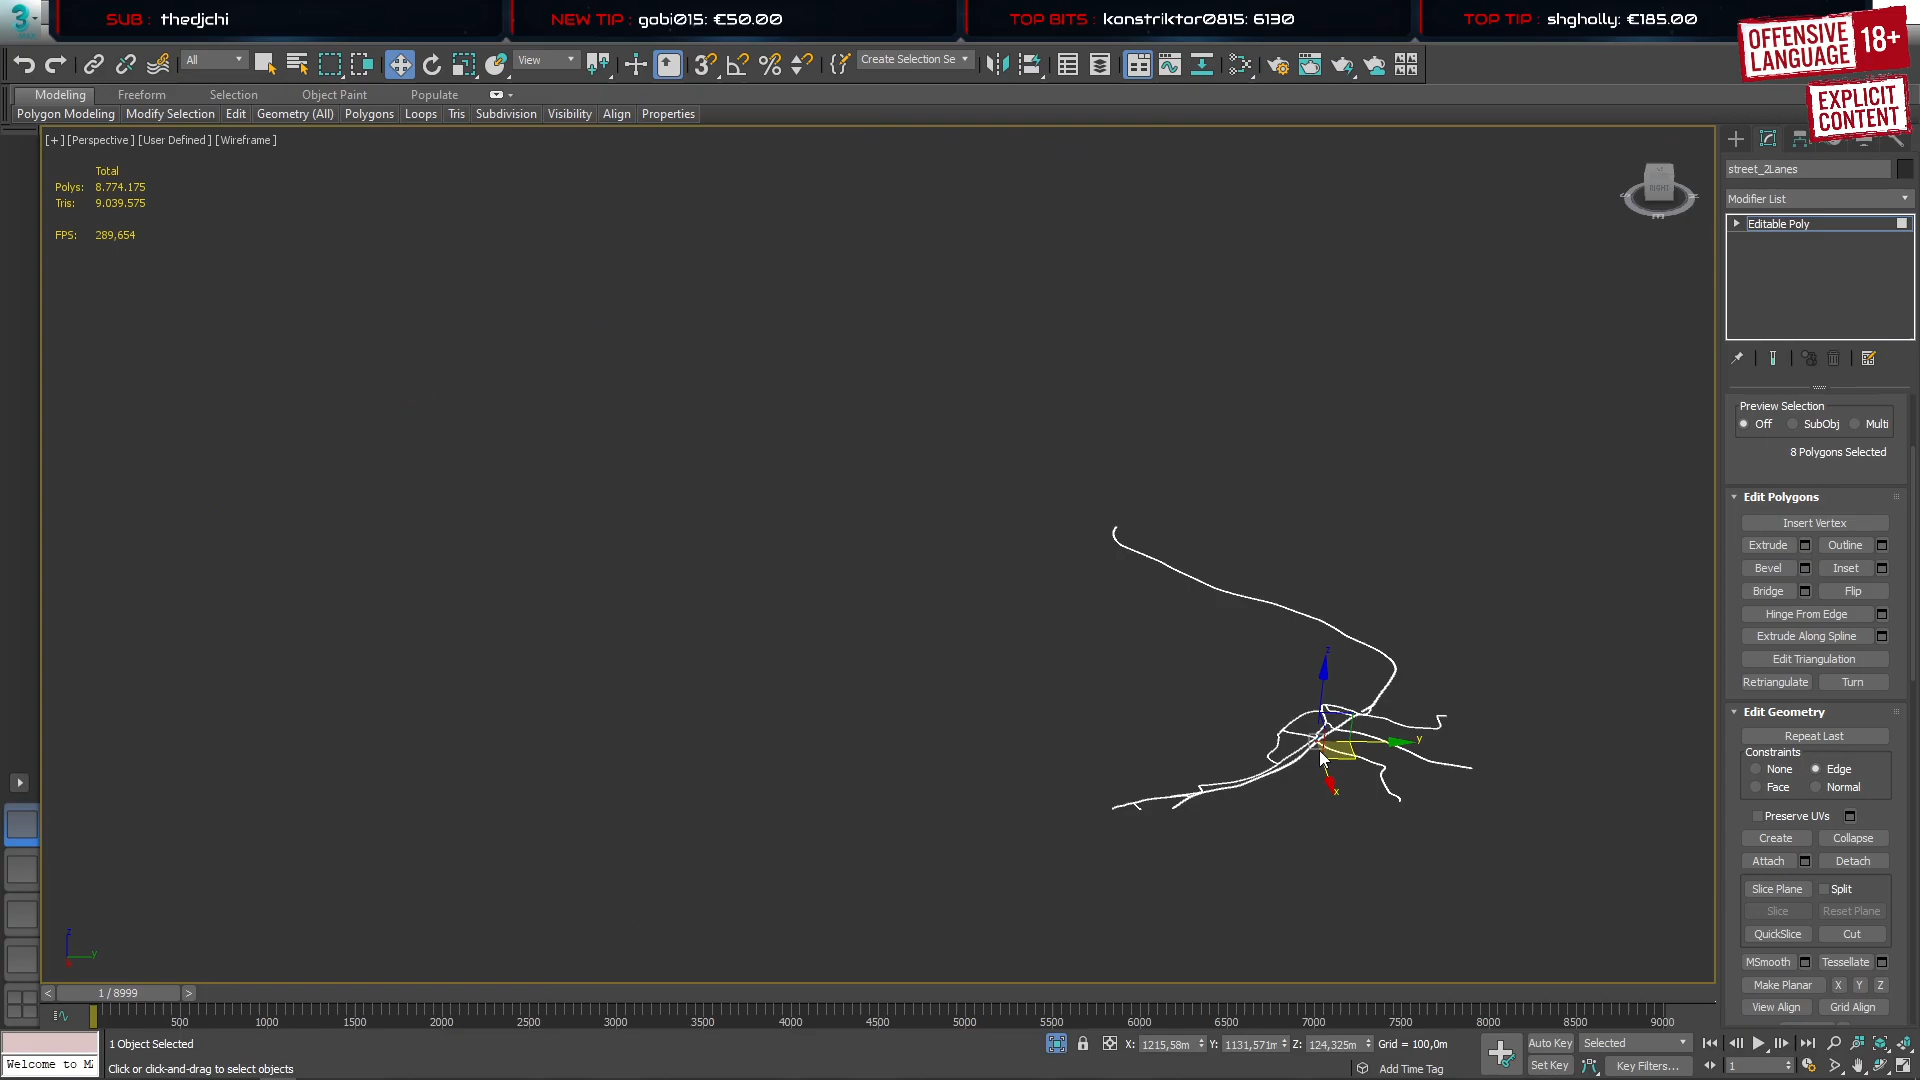 SUB : thedjchi
NEW TIP : gabi015: €50.00
TOP BITS : konstriktor0815: 6130
TOP TIP : shgholly: €185.00
OFFENSIVE LANGUAGE 18+
EXPLICIT CONTENT
All
View
Create Selection Se
Modeling Freeform Selection Object Paint Populate
Polygon Modeling Modify Selection Edit Geometry (All) Polygons Loops Tris Subdivision Visibility Align Properties
[+] [Perspective] [User Defined] [Wireframe]
Total
Polys: 8.774.175
Tris: 9.039.575
FPS: 289,654
RIGHT
z
y
x
z
y
street_2Lanes
Modifier List
Editable Poly
Preview Selection
Off SubObj Multi
8 Polygons Selected
Edit Polygons
Insert Vertex
Extrude Outline
Bevel Inset
Bridge Flip
Hinge From Edge
Extrude Along Spline
Edit Triangulation
Retriangulate Turn
Edit Geometry
Repeat Last
Constraints
None Edge
Face Normal
Preserve UVs
Create Collapse
Attach Detach
Slice Plane Split
Slice Reset Plane
QuickSlice Cut
MSmooth Tessellate
Make Planar X Y Z
View Align Grid Align
< 1 / 8999 >
500 1000 1500 2000 2500 3000 3500 4000 4500 5000 5500 6000 6500 7000 7500 8000 8500 9000
Welcome to M
1 Object Selected
Click or click-and-drag to select objects
X: 1215,58m Y: 1131,571m Z: 124,325m Grid = 100,0m
Add Time Tag
Auto Key Selected
Set Key Key Filters...
1